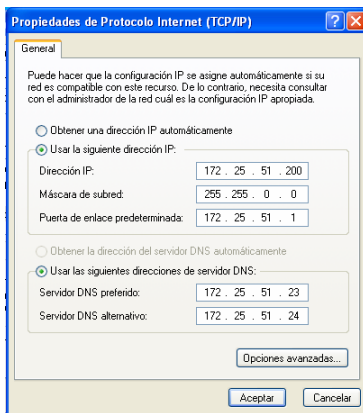 Propiedades de Protocolo Internet (TCP/IP)
General
Puede hacer que la configuración IP se asigne automáticamente si su
red es compatible con este recurso. De lo contrario, necesita consultar
con el administrador de la red cuál es la configuración IP apropiada.
Obtener una dirección IP automáticamente
Usar la siguiente dirección IP:
Dirección IP: 172 . 25 . 51 . 200
Máscara de subred: 255 . 255 . 0 . 0
Puerta de enlace predeterminada: 172 . 25 . 51 . 1
Obtener la dirección del servidor DNS automáticamente
Usar las siguientes direcciones de servidor DNS:
Servidor DNS preferido: 172 . 25 . 51 . 23
Servidor DNS alternativo: 172 . 25 . 51 . 24
Opciones avanzadas...
Aceptar Cancelar